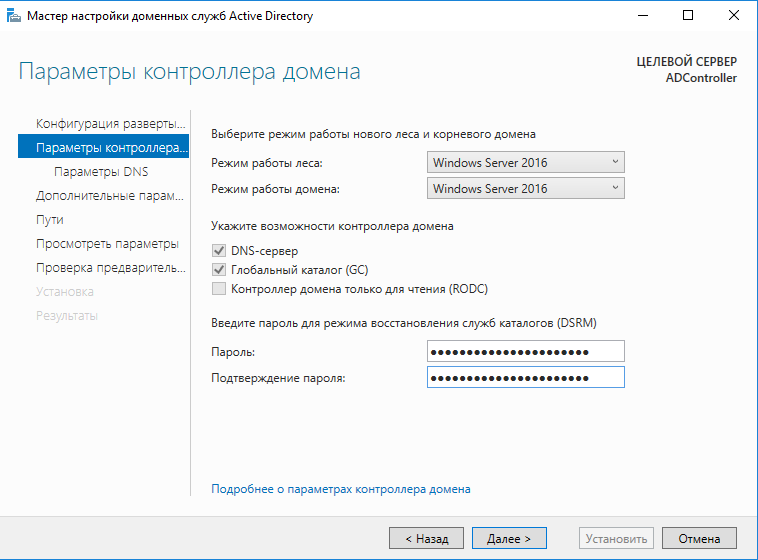 Мастер настройки доменных служб Active Directory
Параметры контроллера домена
ЦЕЛЕВОЙ СЕРВЕР
ADController
Конфигурация разверты...
Параметры контроллера...
Параметры DNS
Дополнительные парам...
Пути
Просмотреть параметры
Проверка предваритель...
Установка
Результаты
Выберите режим работы нового леса и корневого домена
Режим работы леса: Windows Server 2016
Режим работы домена: Windows Server 2016
Укажите возможности контроллера домена
DNS-сервер
Глобальный каталог (GC)
Контроллер домена только для чтения (RODC)
Введите пароль для режима восстановления служб каталогов (DSRM)
Пароль: ●●●●●●●●●●●●●●●●●●●●●●
Подтверждение пароля: ●●●●●●●●●●●●●●●●●●●●●●
Подробнее о параметрах контроллера домена
< Назад Далее > Установить Отмена